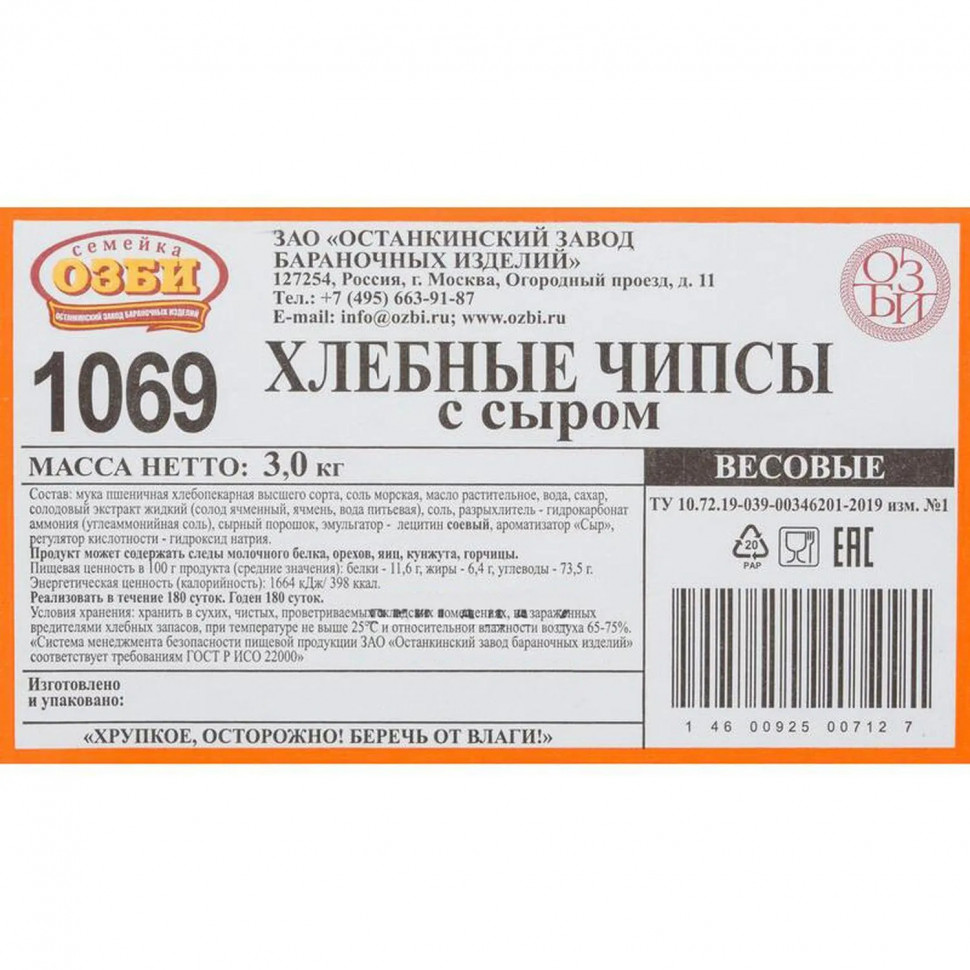 семейка
ОЗБИ
ОСТАНКИНСКИЙ ЗАВОД БАРАНОЧНЫХ ИЗДЕЛИЙ
ЗАО «ОСТАНКИНСКИЙ ЗАВОД
БАРАНОЧНЫХ ИЗДЕЛИЙ»
127254, Россия, г. Москва, Огородный проезд, д. 11
Тел.: +7 (495) 663-91-87
E-mail: info@ozbi.ru; www.ozbi.ru
ОЗ
БИ
1069
ХЛЕБНЫЕ ЧИПСЫ
с сыром
МАССА НЕТТО: 3,0 кг
Состав: мука пшеничная хлебопекарная высшего сорта, соль морская, масло растительное, вода, сахар,
солодовый экстракт жидкий (солод ячменный, ячмень, вода питьевая), соль, разрыхлитель - гидрокарбонат
аммония (углеаммонийная соль), сырный порошок, эмульгатор - лецитин соевый, ароматизатор «Сыр»,
регулятор кислотности - гидроксид натрия.
Продукт может содержать следы молочного белка, орехов, яиц, кунжута, горчицы.
Пищевая ценность в 100 г продукта (средние значения): белки - 11,6 г, жиры - 6,4 г, углеводы - 73,5 г.
Энергетическая ценность (калорийность): 1664 кДж/ 398 ккал.
Реализовать в течение 180 суток. Годен 180 суток.
Условия хранения: хранить в сухих, чистых, проветриваемых помещениях, зараженных
вредителями хлебных запасов, при температуре не выше 25℃ и относительной влажности воздуха 65-75%.
«Система менеджмента безопасности пищевой продукции ЗАО «Останкинский завод бараночных изделий»
соответствует требованиям ГОСТ Р ИСО 22000»
Изготовлено
и упаковано:
«ХРУПКОЕ, ОСТОРОЖНО! БЕРЕЧЬ ОТ ВЛАГИ!»
ВЕСОВЫЕ
ТУ 10.72.19-039-00346201-2019 изм. №1
20
PAP
EAC
1 46 00925 00712 7